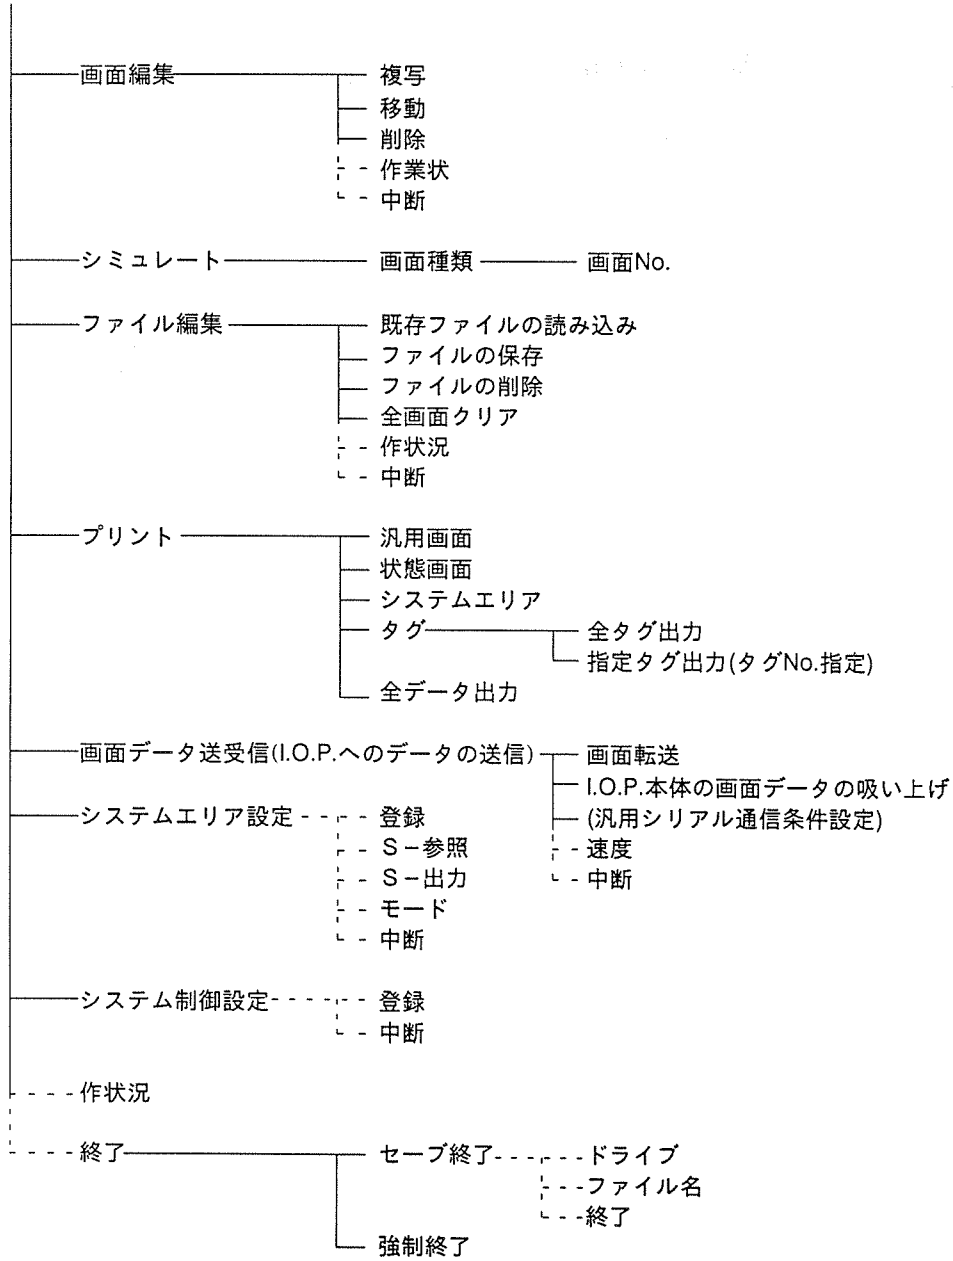 画面編集 複写
移動
削除
作業状
中断
シミュレート 画面種類 画面No.
ファイル編集 既存ファイルの読み込み
ファイルの保存
ファイルの削除
全画面クリア
作状況
中断
プリント 汎用画面
状態画面
システムエリア
タグ 全タグ出力
指定タグ出力(タグNo.指定)
全データ出力
画面データ送受信(I.O.P.へのデータの送信) 画面転送
I.O.P.本体の画面データの吸い上げ
システムエリア設定 登録 (汎用シリアル通信条件設定)
S－参照 速度
S－出力 中断
モード
中断
システム制御設定 登録
中断
作状況
終了 セーブ終了 ドライブ
ファイル名
終了
強制終了